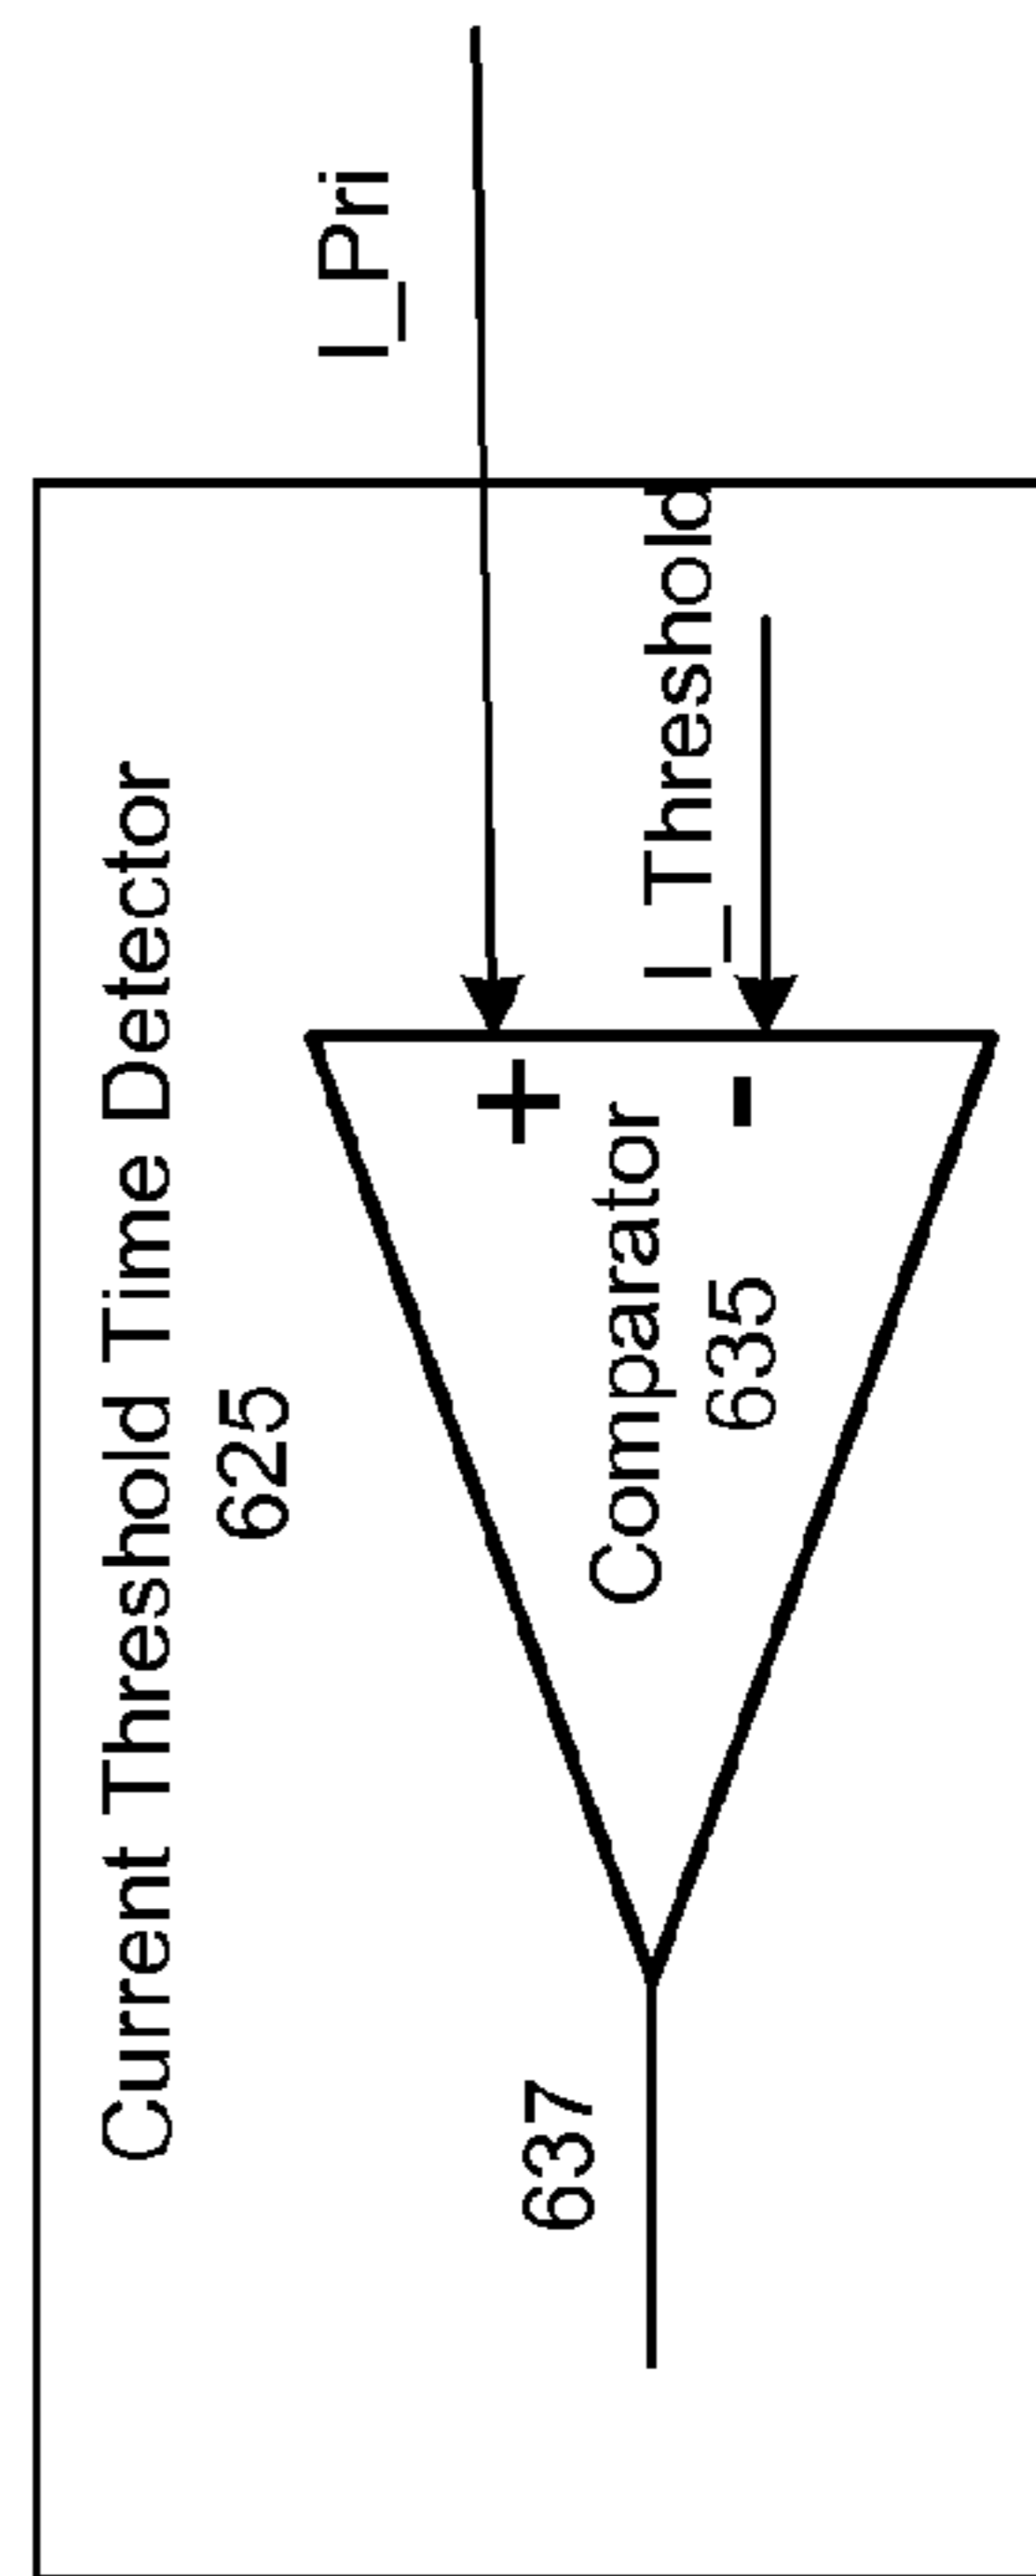 Current Threshold Time Detector
625
I_Pri
637
Comparator
635
+
-
I_Threshold